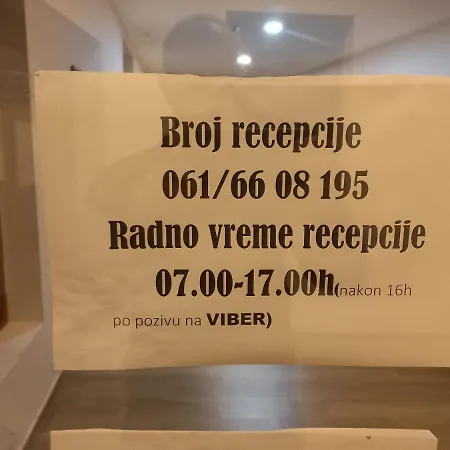 Broj recepcije
061/66 08 195
Radno vreme recepcije
07.00-17.00h(nakon 16h
po pozivu na VIBER)